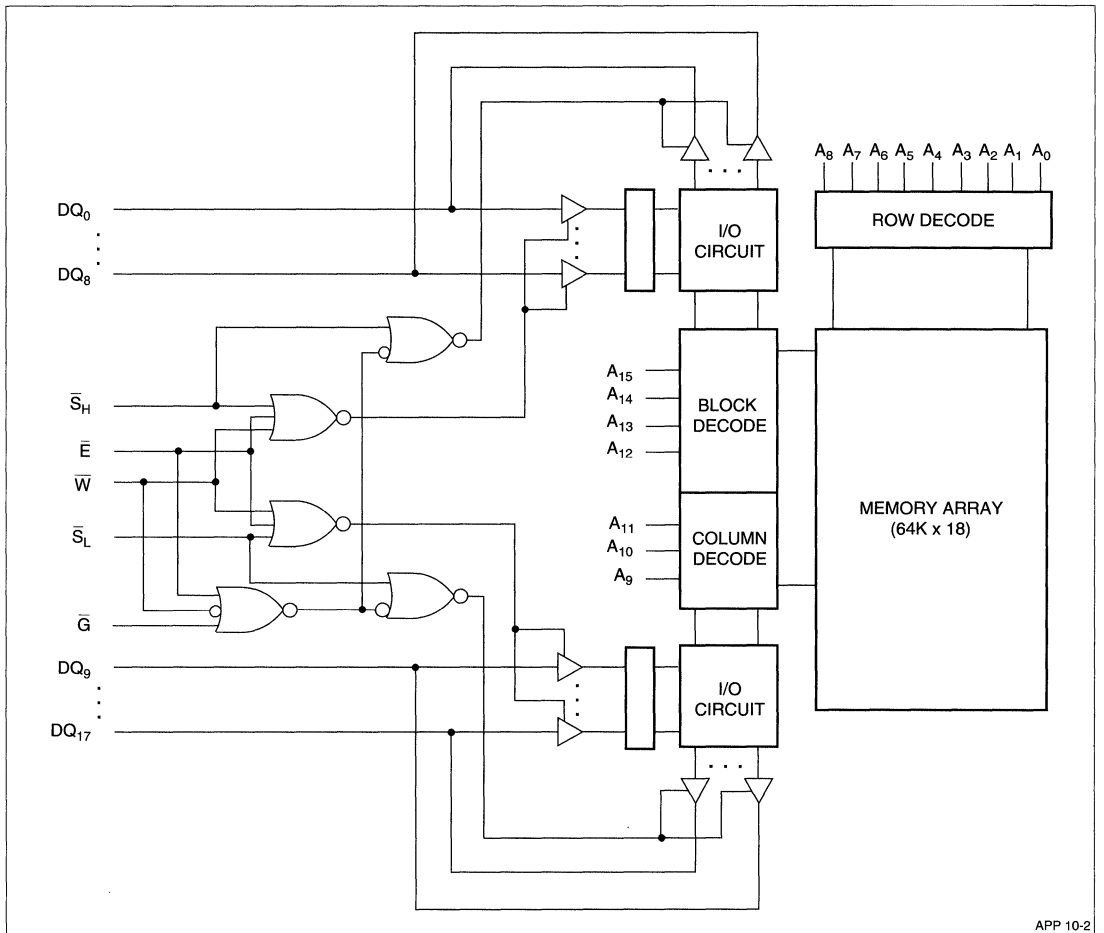 A8 A7 A6 A5 A4 A3 A2 A1 A0
ROW DECODE
DQ0
DQ8
I/O
CIRCUIT
S̅H
E̅
W̅
S̅L
G̅
A15
A14
A13
A12
BLOCK
DECODE
A11
A10
A9
COLUMN
DECODE
MEMORY ARRAY
(64K x 18)
DQ9
DQ17
I/O
CIRCUIT
APP 10-2